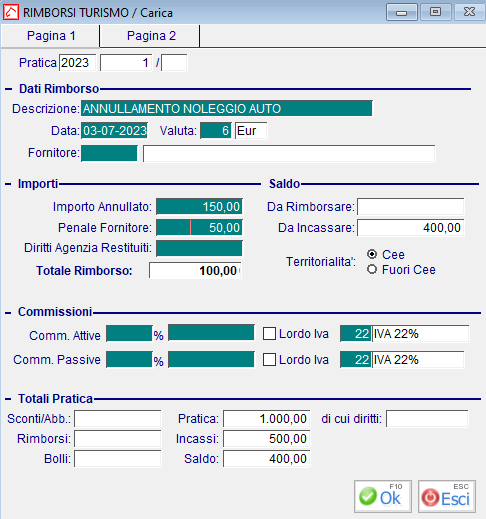 RIMBORSI TURISMO / Carica
Pagina 1 Pagina 2
Pratica 2023 1 /
Dati Rimborso
Descrizione: ANNULLAMENTO NOLEGGIO AUTO
Data: 03-07-2023 Valuta: 6 Eur
Fornitore:
Importi Saldo
Importo Annullato: 150,00 Da Rimborsare:
Penale Fornitore: 50,00 Da Incassare: 400,00
Diritti Agenzia Restituiti:
Territorialita': Cee
Totale Rimborso: 100,00 Fuori Cee
Commissioni
Comm. Attive % Lordo Iva 22 IVA 22%
Comm. Passive % Lordo Iva 22 IVA 22%
Totali Pratica
Sconti/Abb.: Pratica: 1.000,00 di cui diritti:
Rimborsi: Incassi: 500,00
Bolli: Saldo: 400,00
F10 ESC
Ok Esci